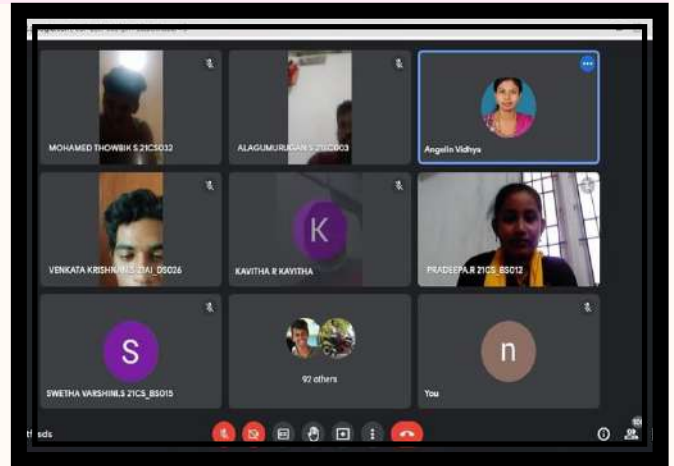 MOHAMED THOWBIK S 21CS032
ALAGUMURUGAN S
Angelin Vidhya
VENKATA KRISHNAN.S 21AI_DS026
K
KAVITHA R KAVITHA
PRADEEPA.R 21CS_BS012
S
SWETHA VARSHINI.S 21CS_BS015
92 others
n
You
sds